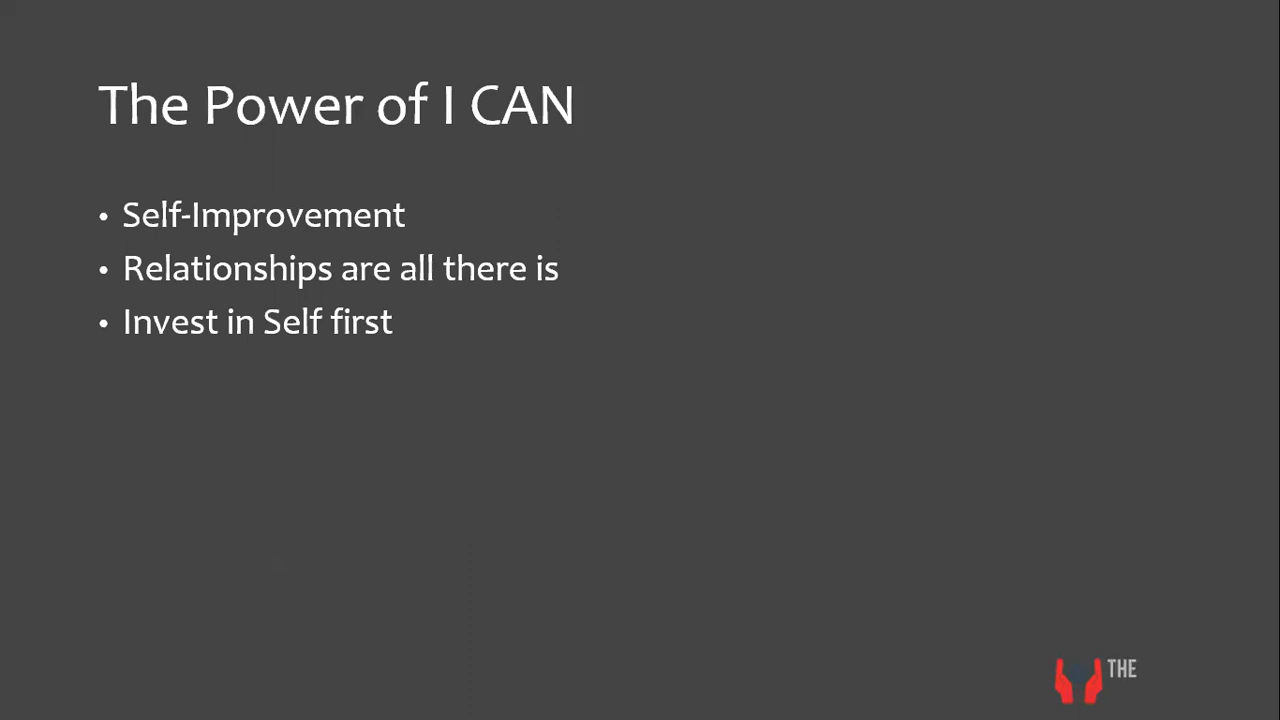 The Power of I CAN
• Self-Improvement
• Relationships are all there is
• Invest in Self first
THE